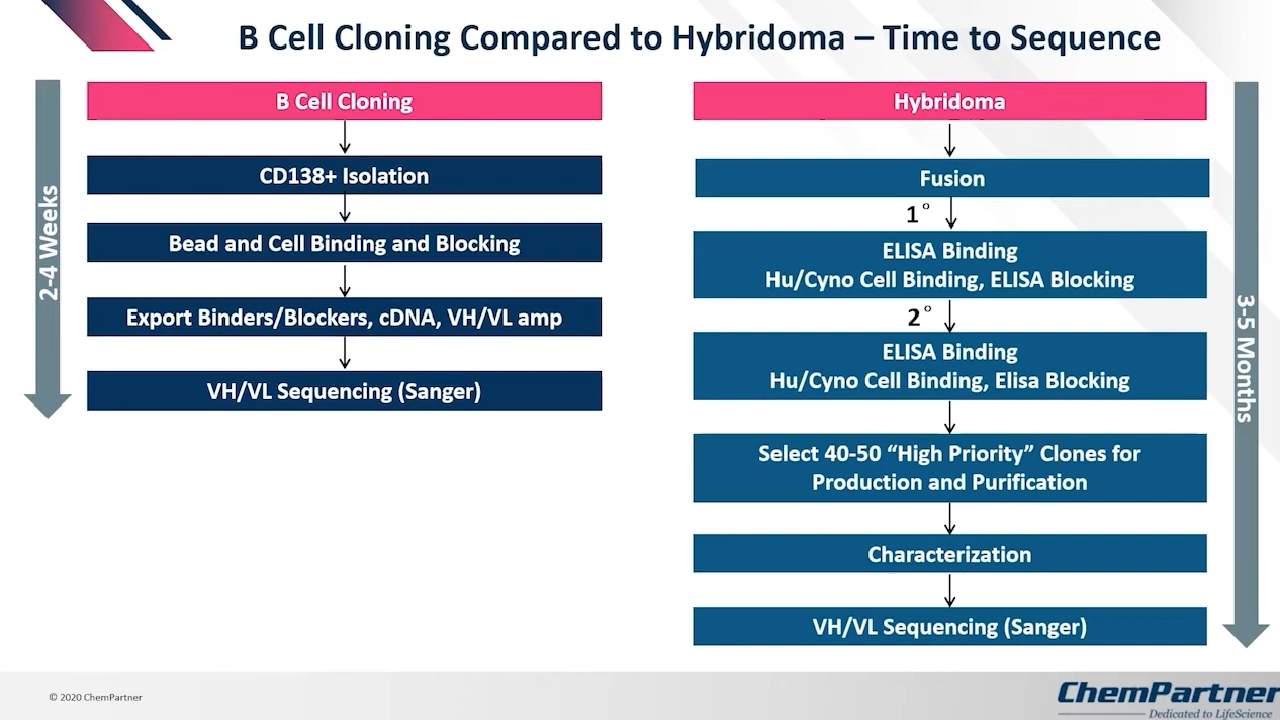 B Cell Cloning Compared to Hybridoma – Time to Sequence
2-4 Weeks
B Cell Cloning
CD138+ Isolation
Bead and Cell Binding and Blocking
Export Binders/Blockers, cDNA, VH/VL amp
VH/VL Sequencing (Sanger)
Hybridoma
Fusion
1°
ELISA Binding
Hu/Cyno Cell Binding, ELISA Blocking
2°
ELISA Binding
Hu/Cyno Cell Binding, Elisa Blocking
Select 40-50 “High Priority” Clones for
Production and Purification
Characterization
VH/VL Sequencing (Sanger)
3-5 Months
© 2020 ChemPartner
ChemPartner
Dedicated to LifeScience